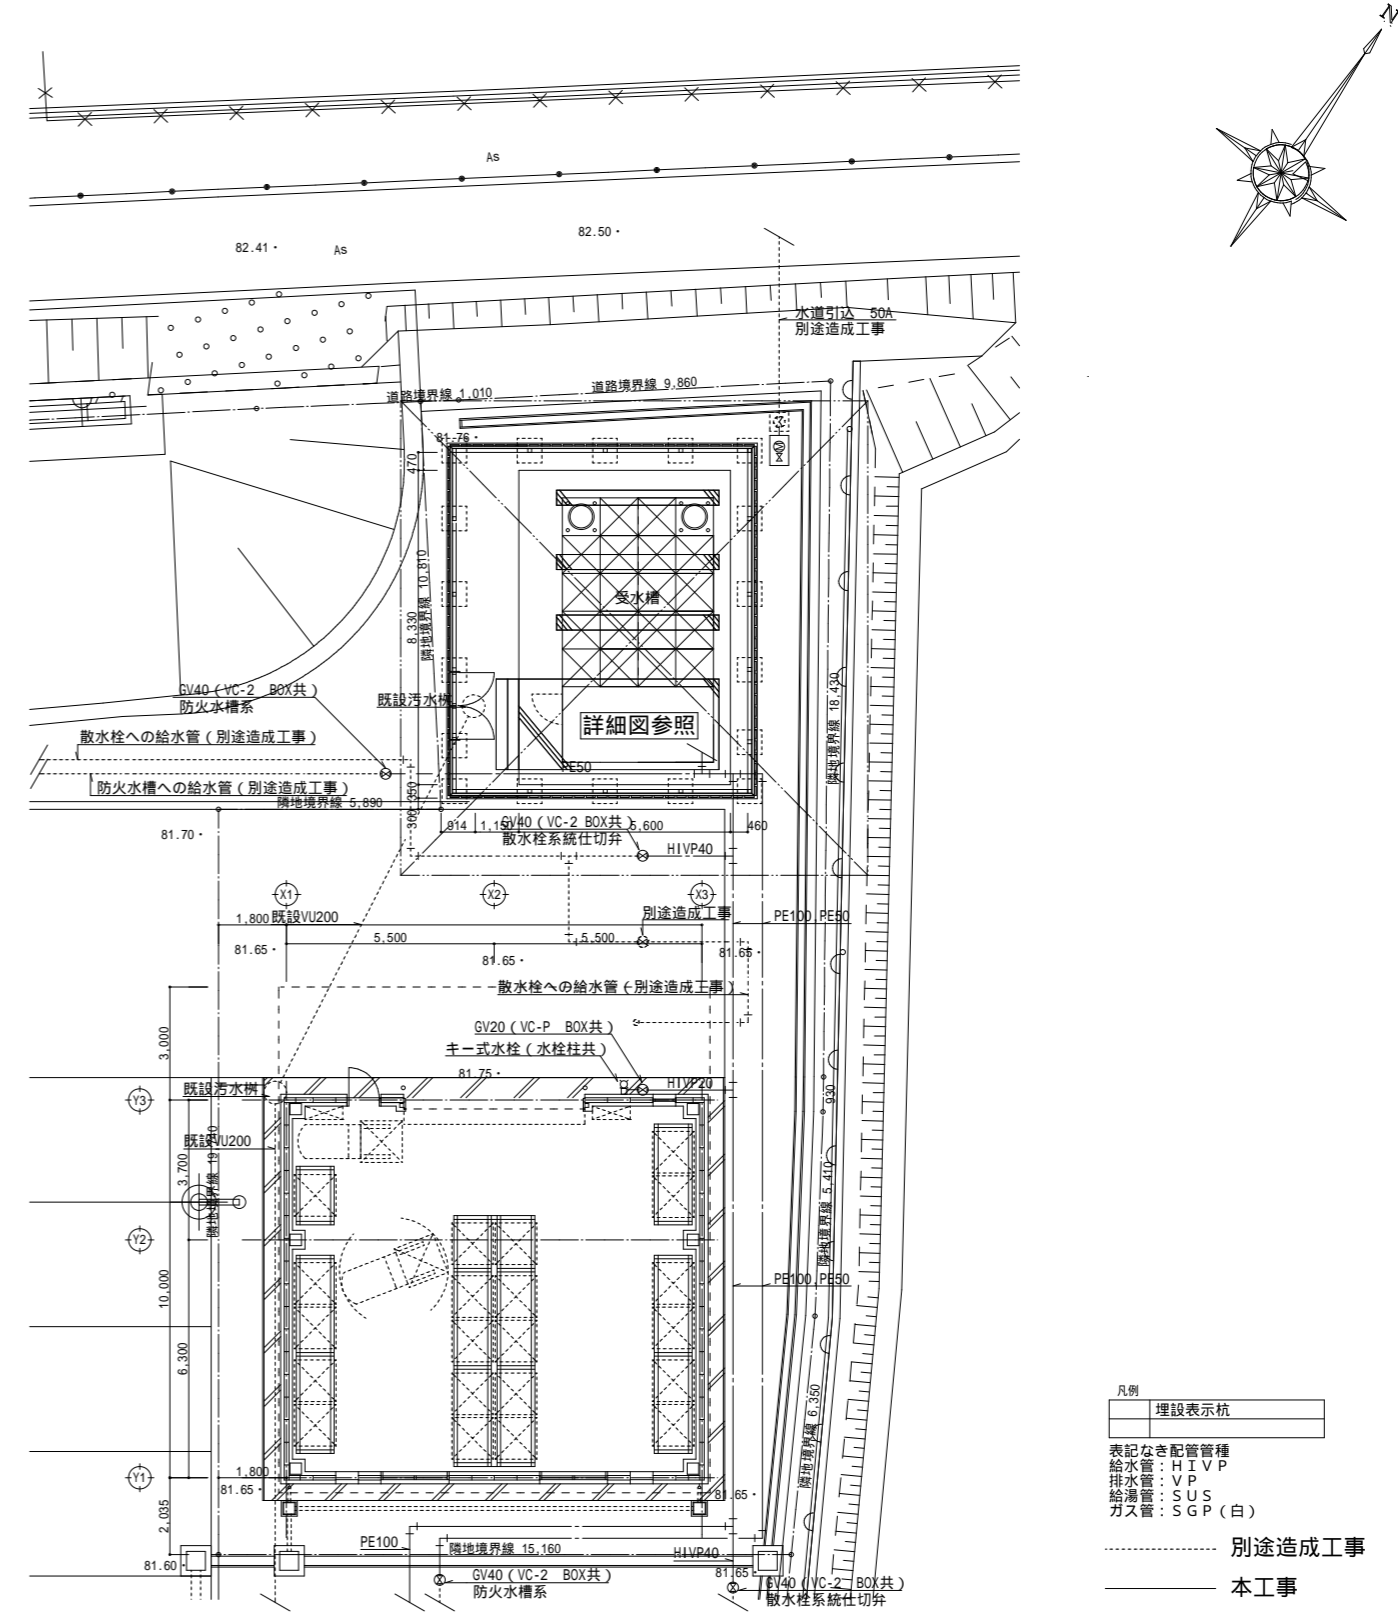 N
As
82.50・
82.41・
As
水道引込 50A
別途造成工事
道路境界線 9,860
道路境界線 1,010
81.76・
470
隣地境界線 10,810
8,330
受水槽
隣地境界線 18,430
GV40（VC-2 BOX共）
防火水槽系
既設汚水桝
詳細図参照
散水栓への給水管（別途造成工事）
PE50
防火水槽への給水管（別途造成工事）
350
隣地境界線 5,890
300
81.70・
914
1,150
GV40（VC-2 BOX共）
5,600
460
散水栓系統仕切弁
HIVP40
X1
X2
X3
1,800
既設VU200
別途造成工事
PE100,PE50
5,500
5,500
81.65・
81.65・
81.65・
散水栓への給水管（別途造成工事）
GV20（VC-P BOX共）
3,000
キー式水栓（水栓柱共）
81.75・
HIVP20
既設汚水桝
Y3
930
既設VU200
3,700
隣地境界線 5,410
Y2
10,000
PE100,PE50
6,300
隣地境界線 6,350
Y1
1,800
81.65・
81.65・
2,035
PE100
隣地境界線 15,160
HIVP40
81.60・
81.65・
GV40（VC-2 BOX共）
防火水槽系
GV40（VC-2 BOX共）
散水栓系統仕切弁
凡例
埋設表示杭
表記なき配管管種
給水管：ＨＩＶＰ
排水管：ＶＰ
給湯管：ＳＵＳ
ガス管：ＳＧＰ（白）
別途造成工事
本工事